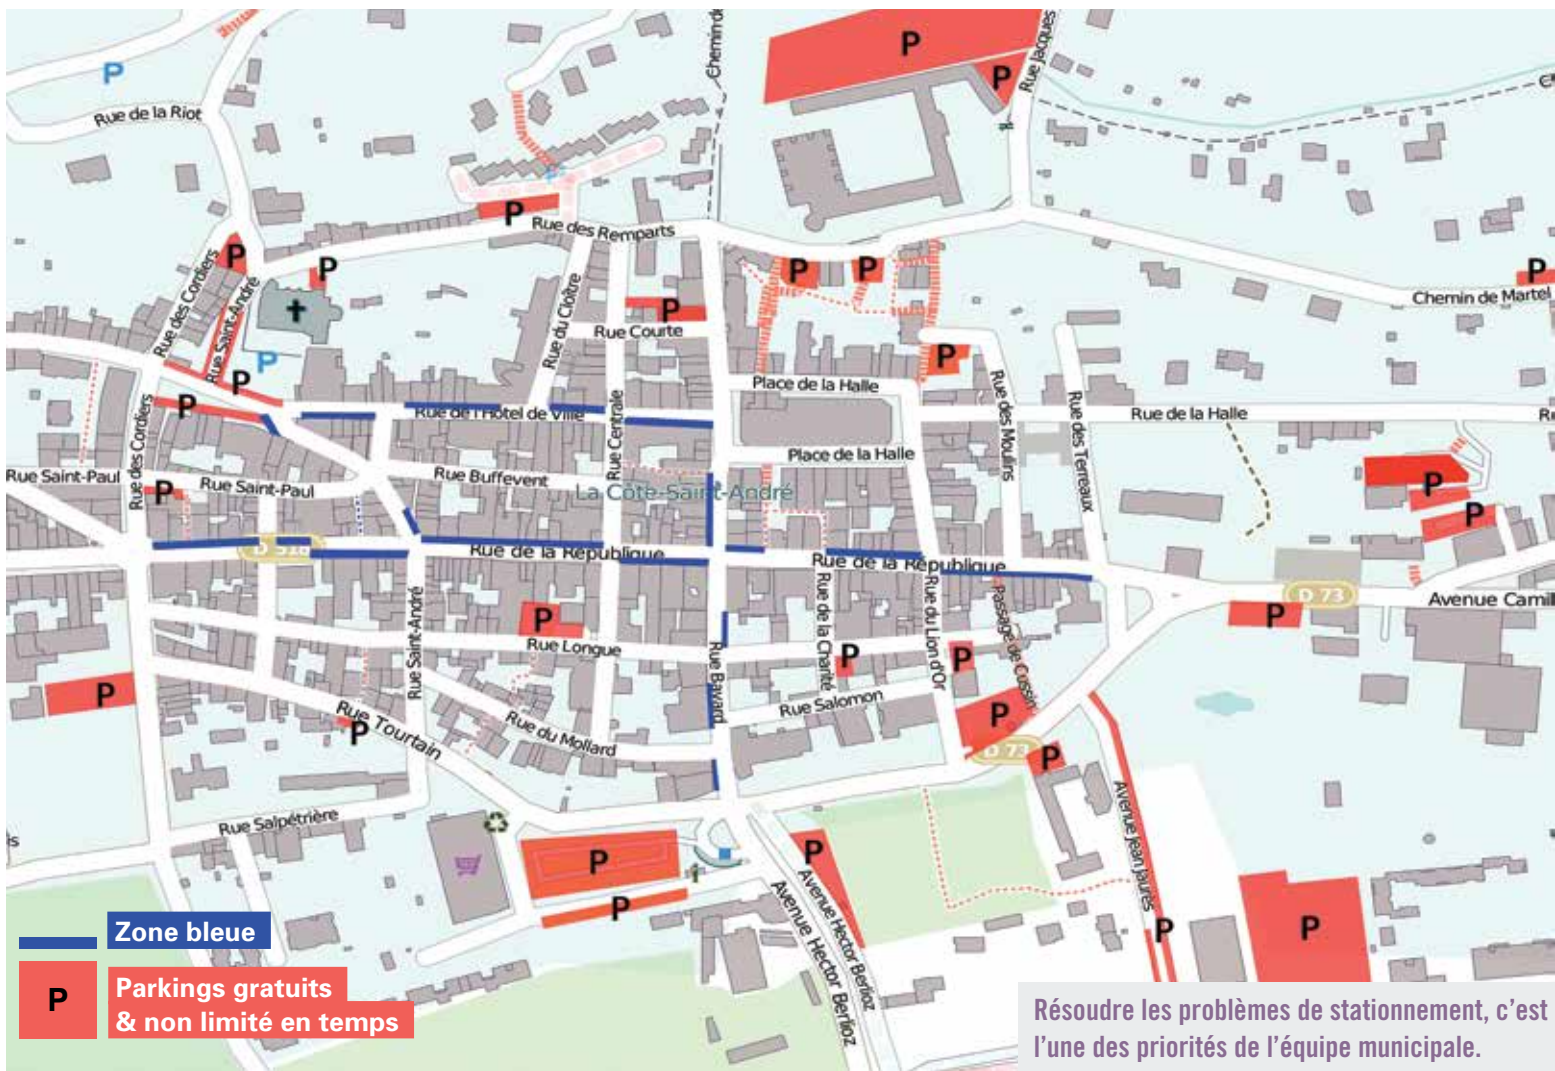 P
P
Rue Jacques
Chemin de
P
Rue de la Riot
P
P
Rue des Remparts
P
P
P
P
P
Rue des Cordiers
Rue Saint-André
Rue du Cloître
Chemin de Martel
P
Rue Courte
P
P
P
Place de la Halle
Rue de l'Hôtel de Ville
Rue Centrale
Rue des Moulins
Rue des Terreaux
Rue de la Halle
P
Rue des Cordiers
Place de la Halle
Rue Saint-Paul
Rue Saint-Paul
Rue Buffevent
La Côte-Saint-André
P
P
P
D 518
Rue de la République
Rue de la République
D 73
Avenue Camil
P
P
Rue Saint-André
Rue Longue
Rue de la Charité
Rue du Lion d'Or
Passage de Cussin
P
P
Rue Bayard
P
Rue Salomon
P
Rue Tourtain
P
Rue du Mollard
D 73
P
Avenue Jean Jaurès
Rue Salpétrière
P
P
P
Avenue Hector Berlioz
Avenue Hector Berlioz
P
P
Zone bleue
P
Parkings gratuits
& non limité en temps
Résoudre les problèmes de stationnement, c'est
l'une des priorités de l'équipe municipale.